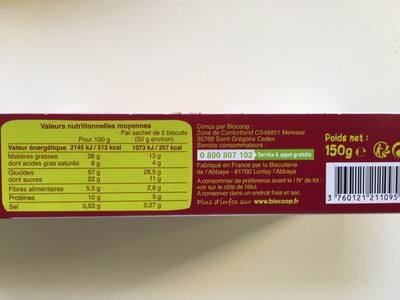 Valeurs nutritionnelles moyennes
Pour 100 g
Par sachet de 5 biscuits
(50 g environ)
Valeur énergétique 2145 kJ / 513 kcal 1073 kJ / 257 kcal
Matières grasses 26 g 13 g
dont acides gras saturés 8 g 4 g
Glucides 57 g 28,5 g
dont sucres 22 g 11 g
Fibres alimentaires 5,5 g 2,8 g
Protéines 10 g 5 g
Sel 0,53 g 0,27 g
Conçu par Biocoop :
Zone de Confortland CS46851 Melesse
35768 Saint Grégoire Cedex
Service consommateurs :
0 800 807 102 Service & appel gratuits
Fabriqué en France par la Biscuiterie
de l'Abbaye - 61700 Lonlay l'Abbaye
A consommer de préférence avant le / N° de lot :
voir sur le côté de l'étui.
A conserver dans un endroit frais et sec.
Plus d'infos sur www.biocoop.fr
Poids net :
150g e
3 760121 211095